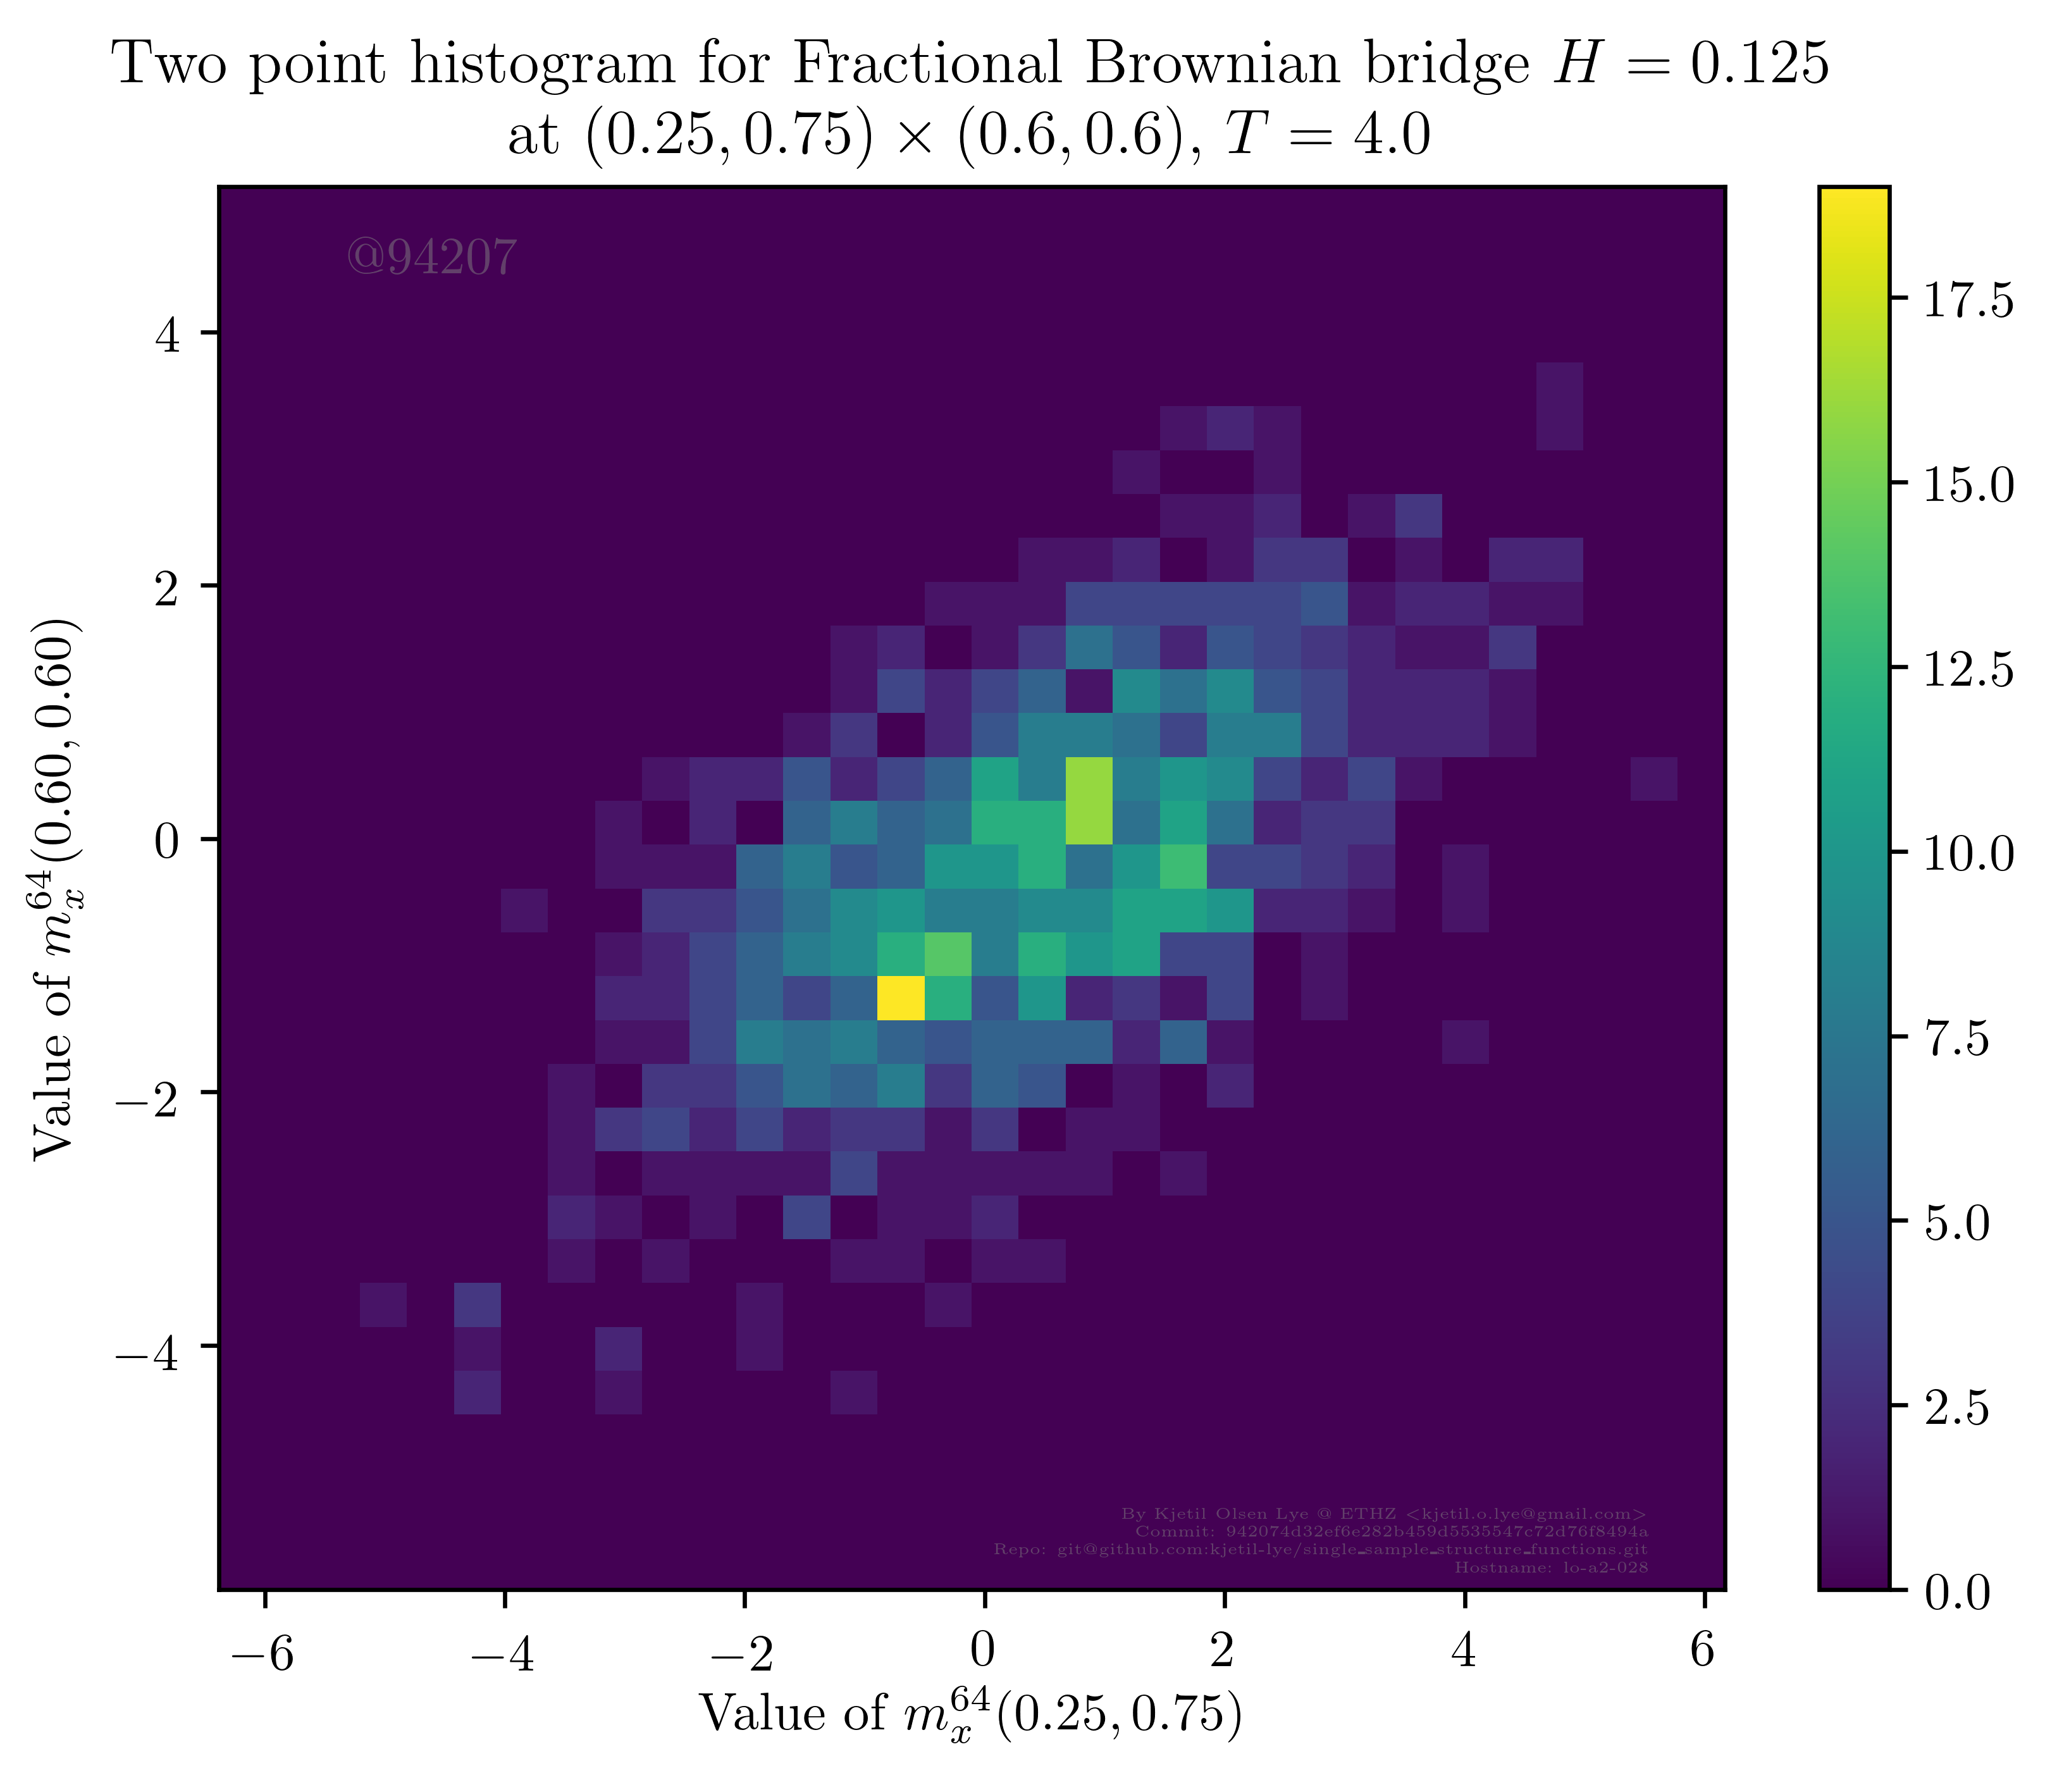 Two point histogram for Fractional Brownian bridge H = 0.125
at (0.25, 0.75) × (0.6, 0.6), T = 4.0
@94207
4
2
0
−2
−4
Value of m_x^64(0.60, 0.60)
−6
−4
−2
0
2
4
6
Value of m_x^64(0.25, 0.75)
17.5
15.0
12.5
10.0
7.5
5.0
2.5
0.0
By Kjetil Olsen Lye @ ETHZ <kjetil.o.lye@gmail.com>
Commit: 942074d32ef6e282b459d5535547c72d76f8494a
Repo: git@github.com:kjetil-lye/single_sample_structure_functions.git
Hostname: lo-a2-028